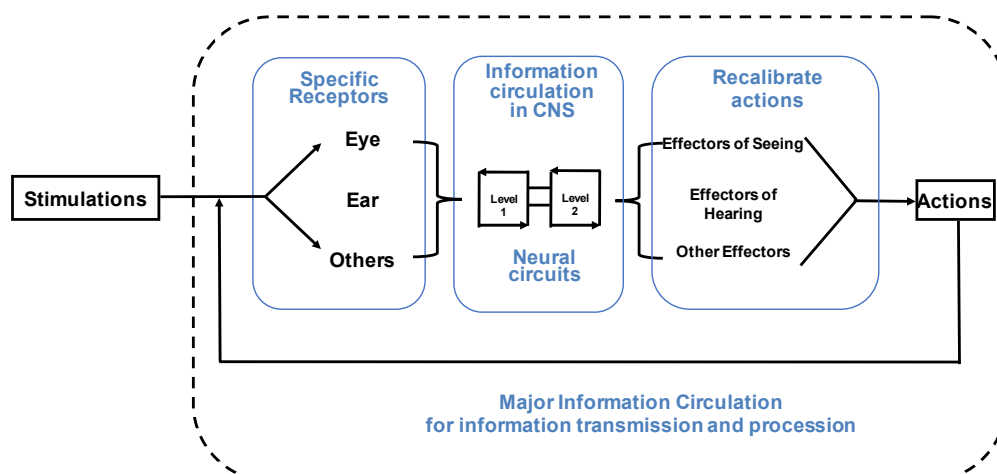 Specific
Receptors
Information
circulation
in CNS
Recalibrate
actions
Stimulations
Eye
Ear
Others
Level
1
Level
2
Neural
circuits
Effectors of Seeing
Effectors of
Hearing
Other Effectors
Actions
Major Information Circulation
for information transmission and procession